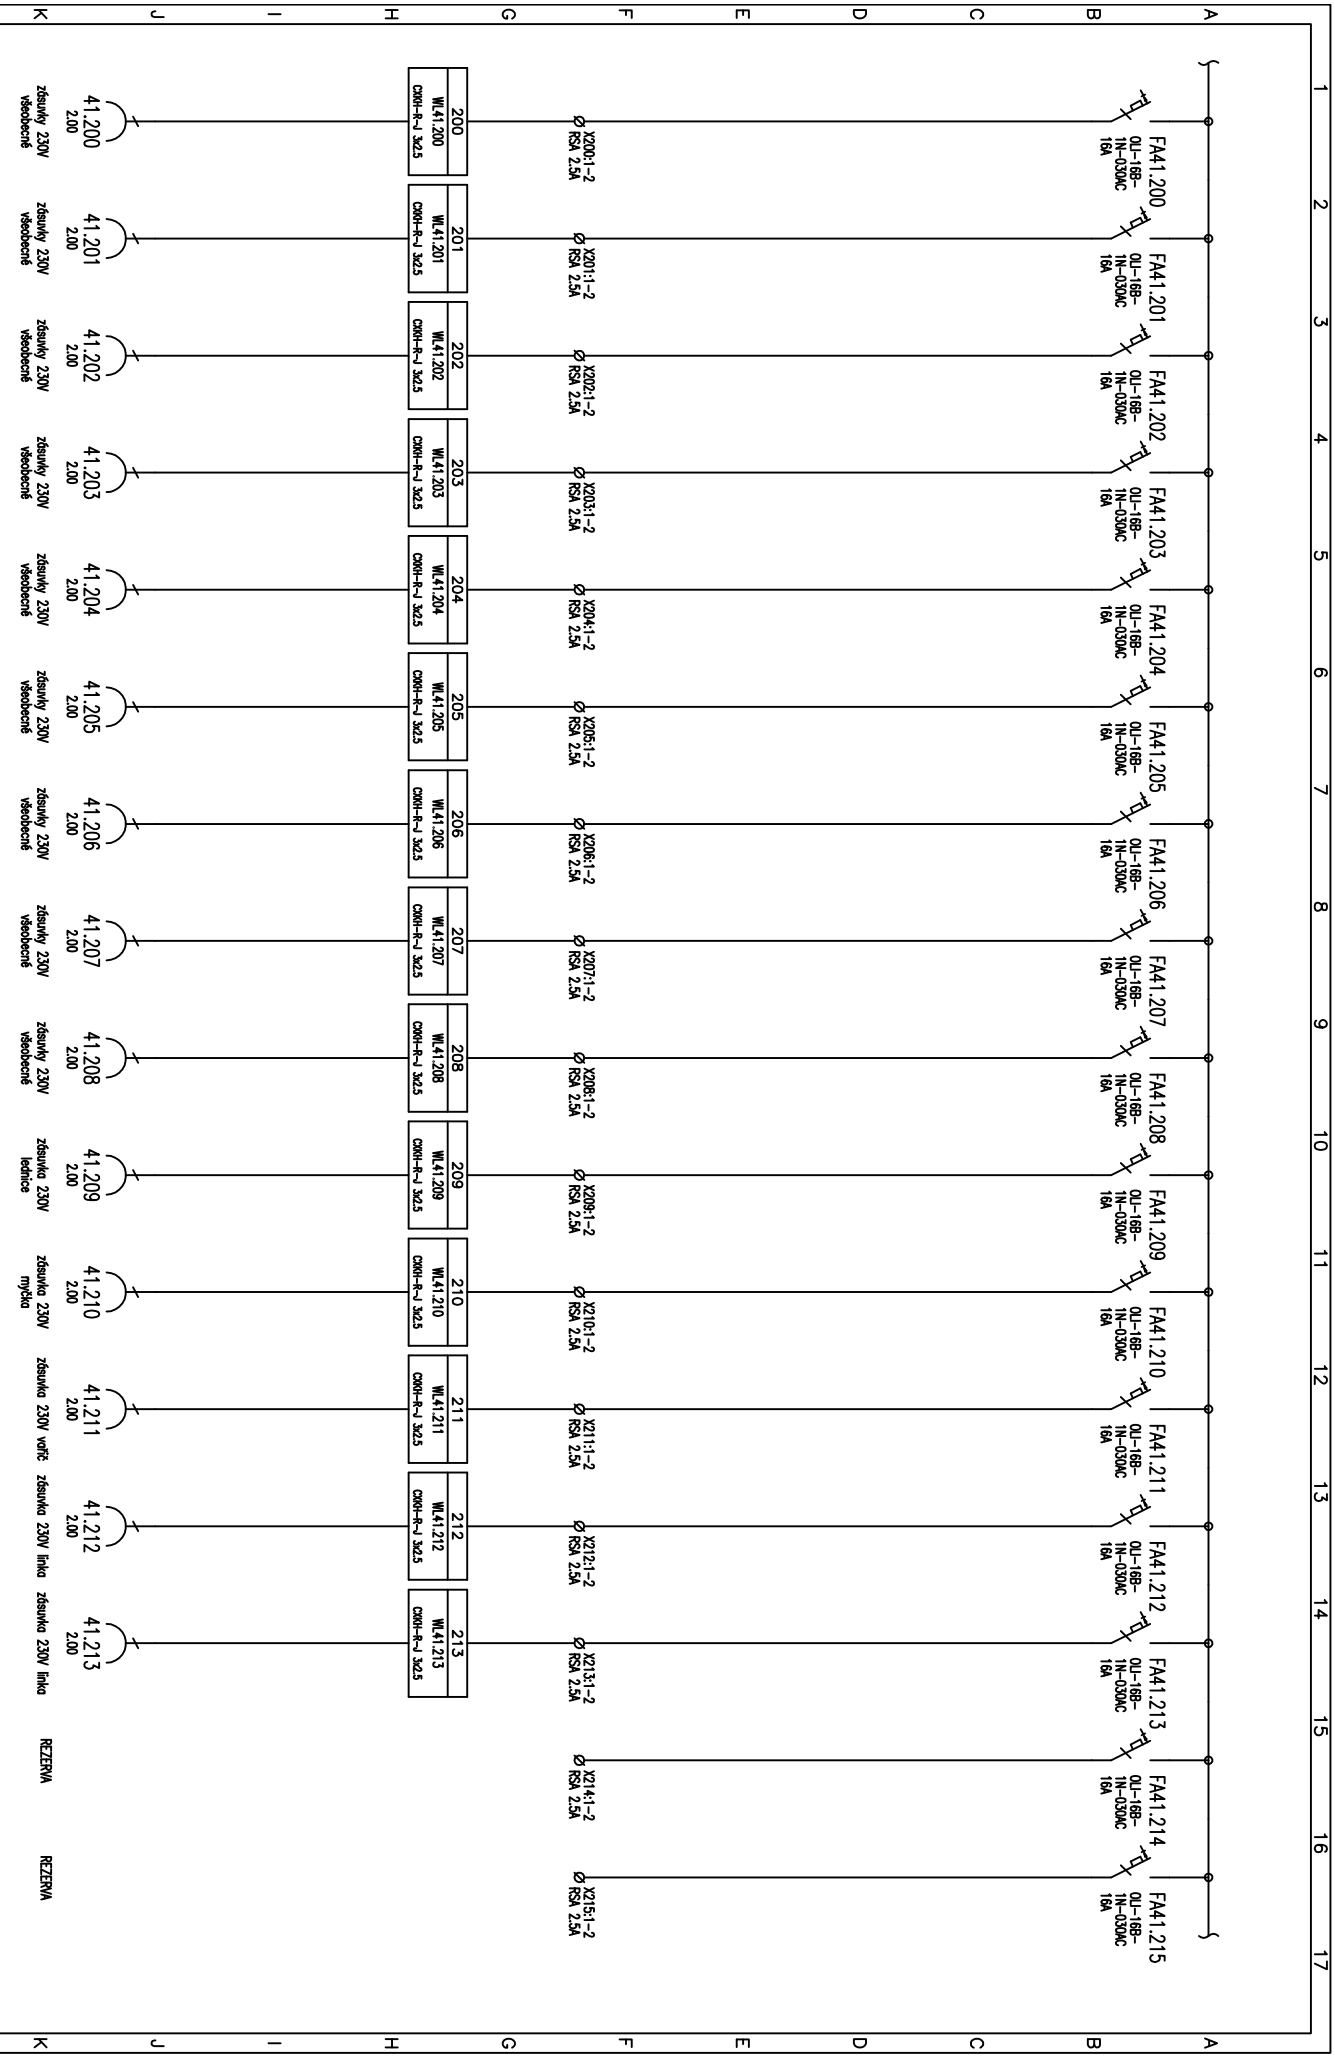 1 2 3 4 5 6 7 8 9 10 11 12 13 14 15 16 17
A A
B B
C C
D D
E E
F F
G G
H H
I I
J J
K K
FA41.200
OLI-16B-
1N-030AC
16A
X200:1-2
RSA 2.5A
200
WL41.200
CXKH-R-J 3x2.5
41.200
2.00
zásuvky 230V
všeobecné
FA41.201
OLI-16B-
1N-030AC
16A
X201:1-2
RSA 2.5A
201
WL41.201
CXKH-R-J 3x2.5
41.201
2.00
zásuvky 230V
všeobecné
FA41.202
OLI-16B-
1N-030AC
16A
X202:1-2
RSA 2.5A
202
WL41.202
CXKH-R-J 3x2.5
41.202
2.00
zásuvky 230V
všeobecné
FA41.203
OLI-16B-
1N-030AC
16A
X203:1-2
RSA 2.5A
203
WL41.203
CXKH-R-J 3x2.5
41.203
2.00
zásuvky 230V
všeobecné
FA41.204
OLI-16B-
1N-030AC
16A
X204:1-2
RSA 2.5A
204
WL41.204
CXKH-R-J 3x2.5
41.204
2.00
zásuvky 230V
všeobecné
FA41.205
OLI-16B-
1N-030AC
16A
X205:1-2
RSA 2.5A
205
WL41.205
CXKH-R-J 3x2.5
41.205
2.00
zásuvky 230V
všeobecné
FA41.206
OLI-16B-
1N-030AC
16A
X206:1-2
RSA 2.5A
206
WL41.206
CXKH-R-J 3x2.5
41.206
2.00
zásuvky 230V
všeobecné
FA41.207
OLI-16B-
1N-030AC
16A
X207:1-2
RSA 2.5A
207
WL41.207
CXKH-R-J 3x2.5
41.207
2.00
zásuvky 230V
všeobecné
FA41.208
OLI-16B-
1N-030AC
16A
X208:1-2
RSA 2.5A
208
WL41.208
CXKH-R-J 3x2.5
41.208
2.00
zásuvky 230V
všeobecné
FA41.209
OLI-16B-
1N-030AC
16A
X209:1-2
RSA 2.5A
209
WL41.209
CXKH-R-J 3x2.5
41.209
2.00
zásuvka 230V
lednice
FA41.210
OLI-16B-
1N-030AC
16A
X210:1-2
RSA 2.5A
210
WL41.210
CXKH-R-J 3x2.5
41.210
2.00
zásuvka 230V
myčka
FA41.211
OLI-16B-
1N-030AC
16A
X211:1-2
RSA 2.5A
211
WL41.211
CXKH-R-J 3x2.5
41.211
2.00
zásuvka 230V vařič
FA41.212
OLI-16B-
1N-030AC
16A
X212:1-2
RSA 2.5A
212
WL41.212
CXKH-R-J 3x2.5
41.212
2.00
zásuvka 230V linka
FA41.213
OLI-16B-
1N-030AC
16A
X213:1-2
RSA 2.5A
213
WL41.213
CXKH-R-J 3x2.5
41.213
2.00
zásuvka 230V linka
FA41.214
OLI-16B-
1N-030AC
16A
X214:1-2
RSA 2.5A
REZERVA
FA41.215
OLI-16B-
1N-030AC
16A
X215:1-2
RSA 2.5A
REZERVA